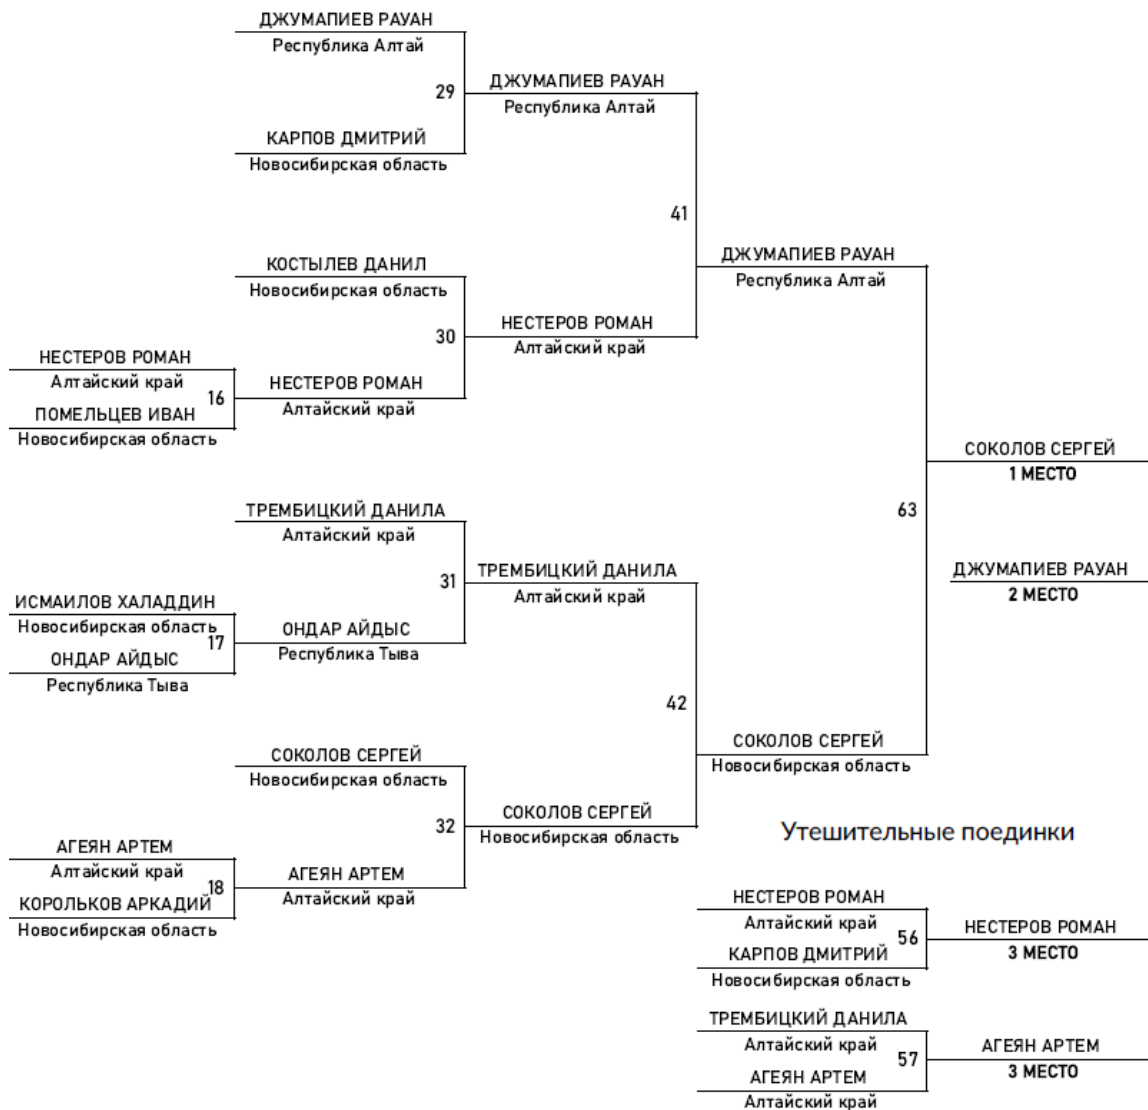 ДЖУМАПИЕВ РАУАН
Республика Алтай
29
ДЖУМАПИЕВ РАУАН
Республика Алтай
КАРПОВ ДМИТРИЙ
Новосибирская область
41
ДЖУМАПИЕВ РАУАН
Республика Алтай
КОСТЫЛЕВ ДАНИЛ
Новосибирская область
30
НЕСТЕРОВ РОМАН
Алтайский край
НЕСТЕРОВ РОМАН
Алтайский край
16
НЕСТЕРОВ РОМАН
Алтайский край
ПОМЕЛЬЦЕВ ИВАН
Новосибирская область
СОКОЛОВ СЕРГЕЙ
1 МЕСТО
63
ТРЕМБИЦКИЙ ДАНИЛА
Алтайский край
31
ТРЕМБИЦКИЙ ДАНИЛА
Алтайский край
ДЖУМАПИЕВ РАУАН
2 МЕСТО
ИСМАИЛОВ ХАЛАДДИН
Новосибирская область
17
ОНДАР АЙДЫС
Республика Тыва
ОНДАР АЙДЫС
Республика Тыва
42
СОКОЛОВ СЕРГЕЙ
Новосибирская область
СОКОЛОВ СЕРГЕЙ
Новосибирская область
32
СОКОЛОВ СЕРГЕЙ
Новосибирская область
АГЕЯН АРТЕМ
Алтайский край
18
АГЕЯН АРТЕМ
Алтайский край
КОРОЛЬКОВ АРКАДИЙ
Новосибирская область
Утешительные поединки
НЕСТЕРОВ РОМАН
Алтайский край
56
НЕСТЕРОВ РОМАН
3 МЕСТО
КАРПОВ ДМИТРИЙ
Новосибирская область
ТРЕМБИЦКИЙ ДАНИЛА
Алтайский край
57
АГЕЯН АРТЕМ
3 МЕСТО
АГЕЯН АРТЕМ
Алтайский край